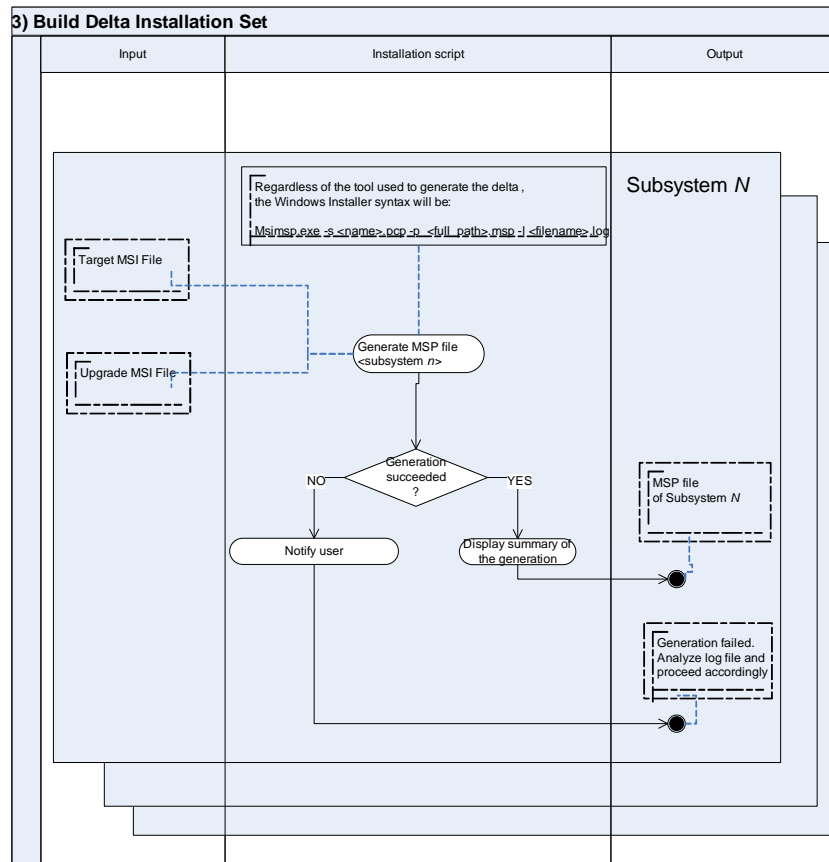 3) Build Delta Installation Set
Input
Installation script
Output
Subsystem N
Regardless of the tool used to generate the delta ,
the Windows Installer syntax will be:
Msimsp.exe -s <name>.pcp -p <full_path>.msp -l <filename>.log
Target MSI File
Upgrade MSI File
Generate MSP file
<subsystem n>
Generation
succeeded
?
NO
YES
Notify user
Display summary of
the generation
MSP file
of Subsystem N
Generation failed.
Analyze log file and
proceed accordingly